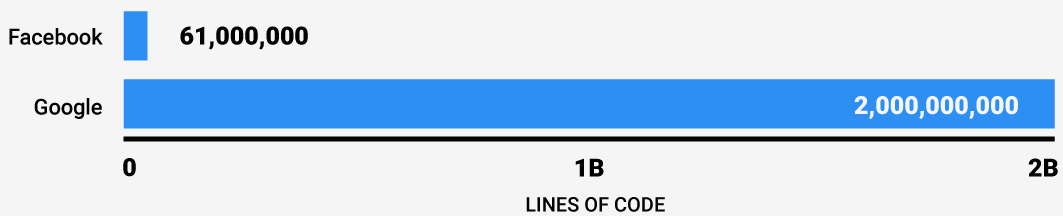 Facebook 61,000,000
Google 2,000,000,000
0 1B 2B
LINES OF CODE